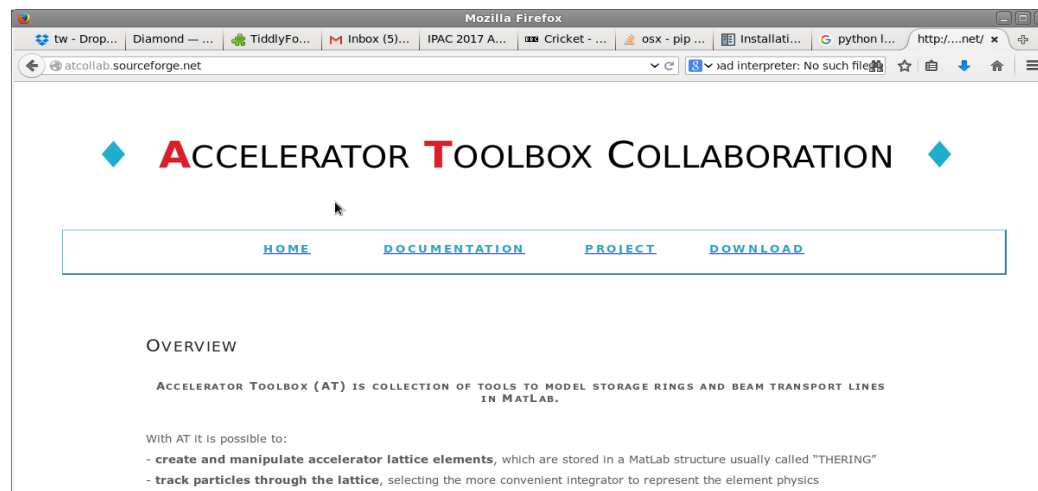 Mozilla Firefox
tw - Drop... Diamond — ... TiddlyFo... Inbox (5)... IPAC 2017 A... BBC Cricket - ... osx - pip ... Installati... python l... http:/....net/
atcollab.sourceforge.net ad interpreter: No such file
ACCELERATOR TOOLBOX COLLABORATION
HOME DOCUMENTATION PROJECT DOWNLOAD
OVERVIEW
ACCELERATOR TOOLBOX (AT) IS COLLECTION OF TOOLS TO MODEL STORAGE RINGS AND BEAM TRANSPORT LINES
IN MATLAB.
With AT it is possible to:
- create and manipulate accelerator lattice elements, which are stored in a MatLab structure usually called “THERING”
- track particles through the lattice, selecting the more convenient integrator to represent the element physics